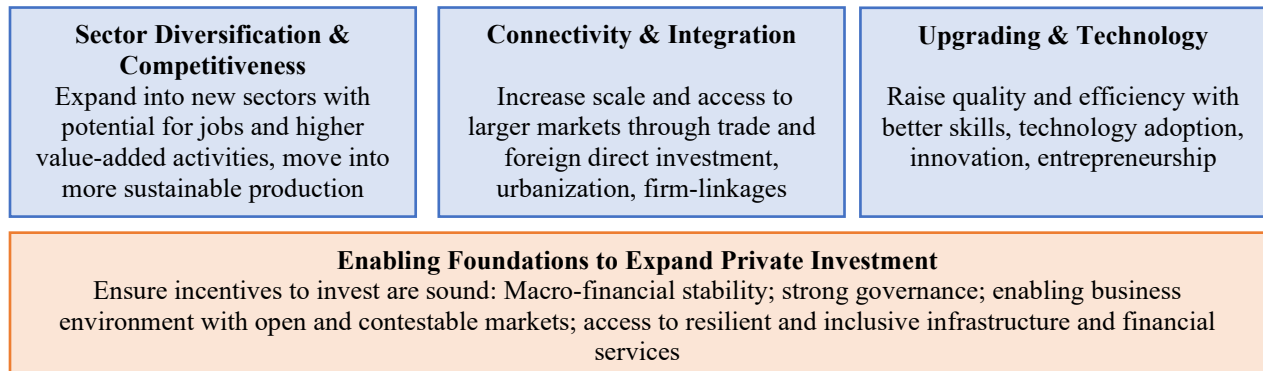 Sector Diversification &
Competitiveness
Expand into new sectors with
potential for jobs and higher
value-added activities, move into
more sustainable production
Connectivity & Integration
Increase scale and access to
larger markets through trade and
foreign direct investment,
urbanization, firm-linkages
Upgrading & Technology
Raise quality and efficiency with
better skills, technology adoption,
innovation, entrepreneurship
Enabling Foundations to Expand Private Investment
Ensure incentives to invest are sound: Macro-financial stability; strong governance; enabling business
environment with open and contestable markets; access to resilient and inclusive infrastructure and financial
services